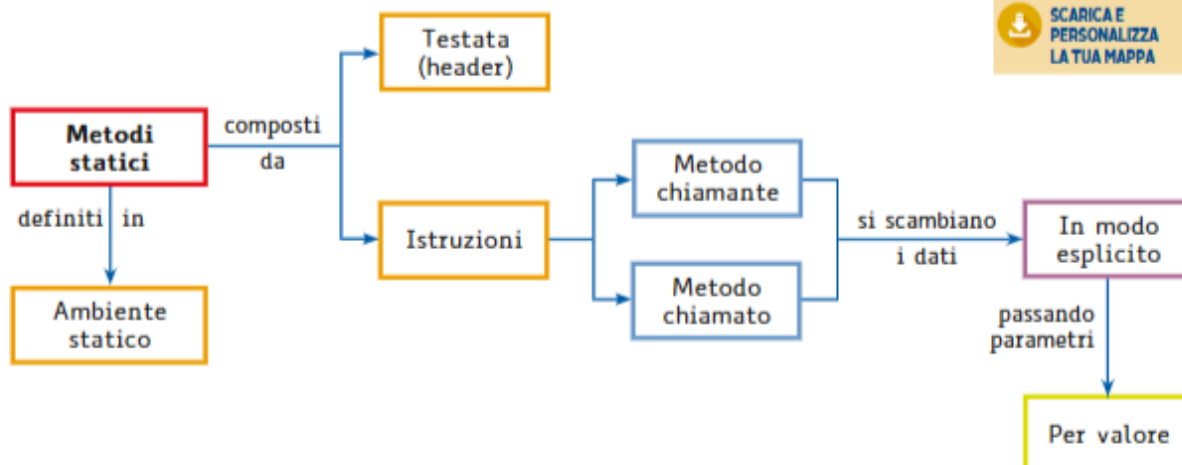 SCARICA E
PERSONALIZZA
LA TUA MAPPA
Testata
(header)
Metodi
statici
composti
da
definiti in
Ambiente
statico
Istruzioni
Metodo
chiamante
Metodo
chiamato
si scambiano
i dati
In modo
esplicito
passando
parametri
Per valore